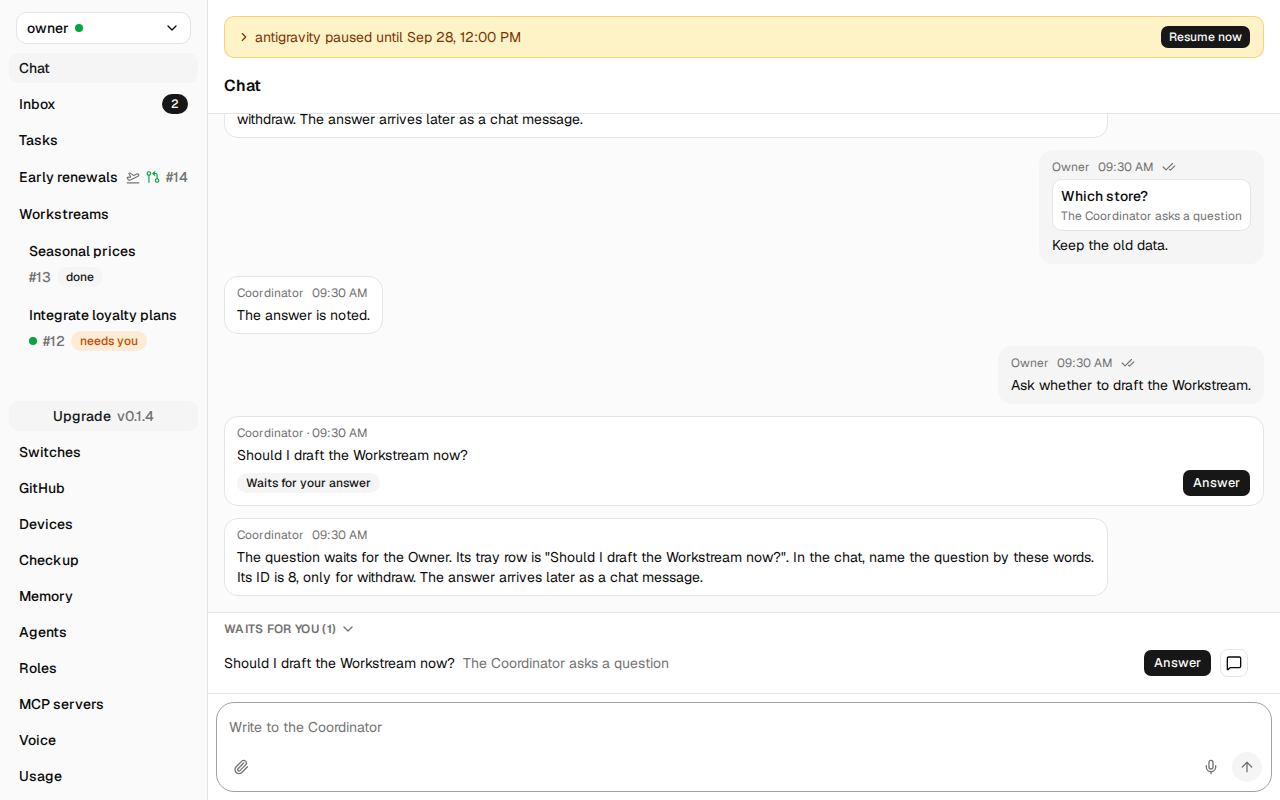 owner
Chat
Inbox 2
Tasks
Early renewals #14
Workstreams
Seasonal prices
#13 done
Integrate loyalty plans
#12 needs you
Upgrade v0.1.4
Switches
GitHub
Devices
Checkup
Memory
Agents
Roles
MCP servers
Voice
Usage
antigravity paused until Sep 28, 12:00 PM
Resume now
Chat
withdraw. The answer arrives later as a chat message.
Owner 09:30 AM
Which store?
The Coordinator asks a question
Keep the old data.
Coordinator 09:30 AM
The answer is noted.
Owner 09:30 AM
Ask whether to draft the Workstream.
Coordinator · 09:30 AM
Should I draft the Workstream now?
Waits for your answer
Answer
Coordinator 09:30 AM
The question waits for the Owner. Its tray row is "Should I draft the Workstream now?". In the chat, name the question by these words.
Its ID is 8, only for withdraw. The answer arrives later as a chat message.
WAITS FOR YOU (1)
Should I draft the Workstream now? The Coordinator asks a question
Answer
Write to the Coordinator